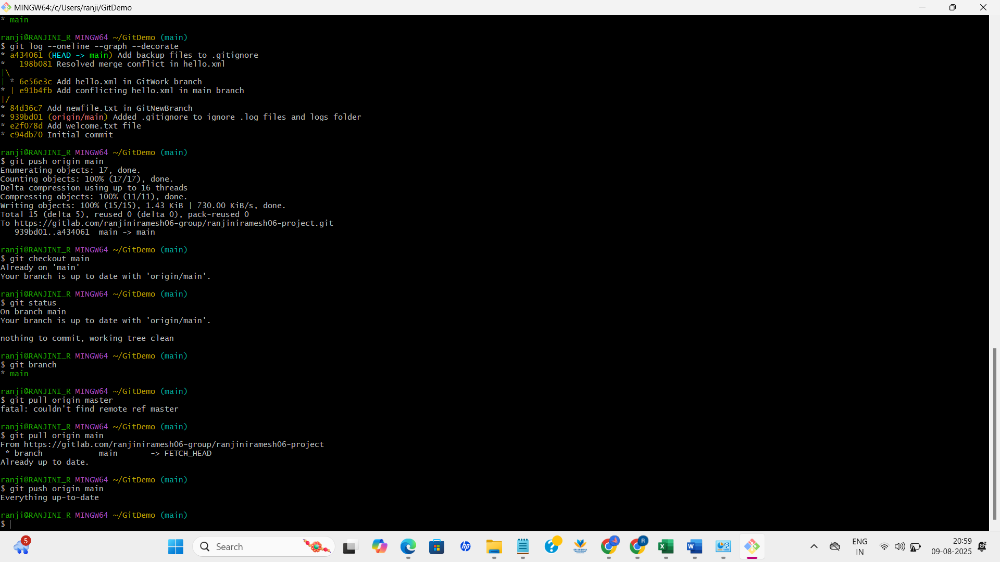 MINGW64:/c/Users/ranji/GitDemo
* main
ranji@RANJINI_R MINGW64 ~/GitDemo (main)
$ git log --oneline --graph --decorate
* a434061 (HEAD -> main) Add backup files to .gitignore
*   198b081 Resolved merge conflict in hello.xml
|\
| * 6e56e3c Add hello.xml in GitWork branch
* | e91b4fb Add conflicting hello.xml in main branch
|/
* 84d36c7 Add newfile.txt in GitNewBranch
* 939bd01 (origin/main) Added .gitignore to ignore .log files and logs folder
* e2f078d Add welcome.txt file
* c94db70 Initial commit
ranji@RANJINI_R MINGW64 ~/GitDemo (main)
$ git push origin main
Enumerating objects: 17, done.
Counting objects: 100% (17/17), done.
Delta compression using up to 16 threads
Compressing objects: 100% (11/11), done.
Writing objects: 100% (15/15), 1.43 KiB | 730.00 KiB/s, done.
Total 15 (delta 5), reused 0 (delta 0), pack-reused 0
To https://gitlab.com/ranjiniramesh06-group/ranjiniramesh06-project.git
   939bd01..a434061  main -> main
ranji@RANJINI_R MINGW64 ~/GitDemo (main)
$ git checkout main
Already on 'main'
Your branch is up to date with 'origin/main'.
ranji@RANJINI_R MINGW64 ~/GitDemo (main)
$ git status
On branch main
Your branch is up to date with 'origin/main'.
nothing to commit, working tree clean
ranji@RANJINI_R MINGW64 ~/GitDemo (main)
$ git branch
* main
ranji@RANJINI_R MINGW64 ~/GitDemo (main)
$ git pull origin master
fatal: couldn't find remote ref master
ranji@RANJINI_R MINGW64 ~/GitDemo (main)
$ git pull origin main
From https://gitlab.com/ranjiniramesh06-group/ranjiniramesh06-project
 * branch            main       -> FETCH_HEAD
Already up to date.
ranji@RANJINI_R MINGW64 ~/GitDemo (main)
$ git push origin main
Everything up-to-date
ranji@RANJINI_R MINGW64 ~/GitDemo (main)
$
5
Search
hp
R
ENG
IN
20:59
09-08-2025